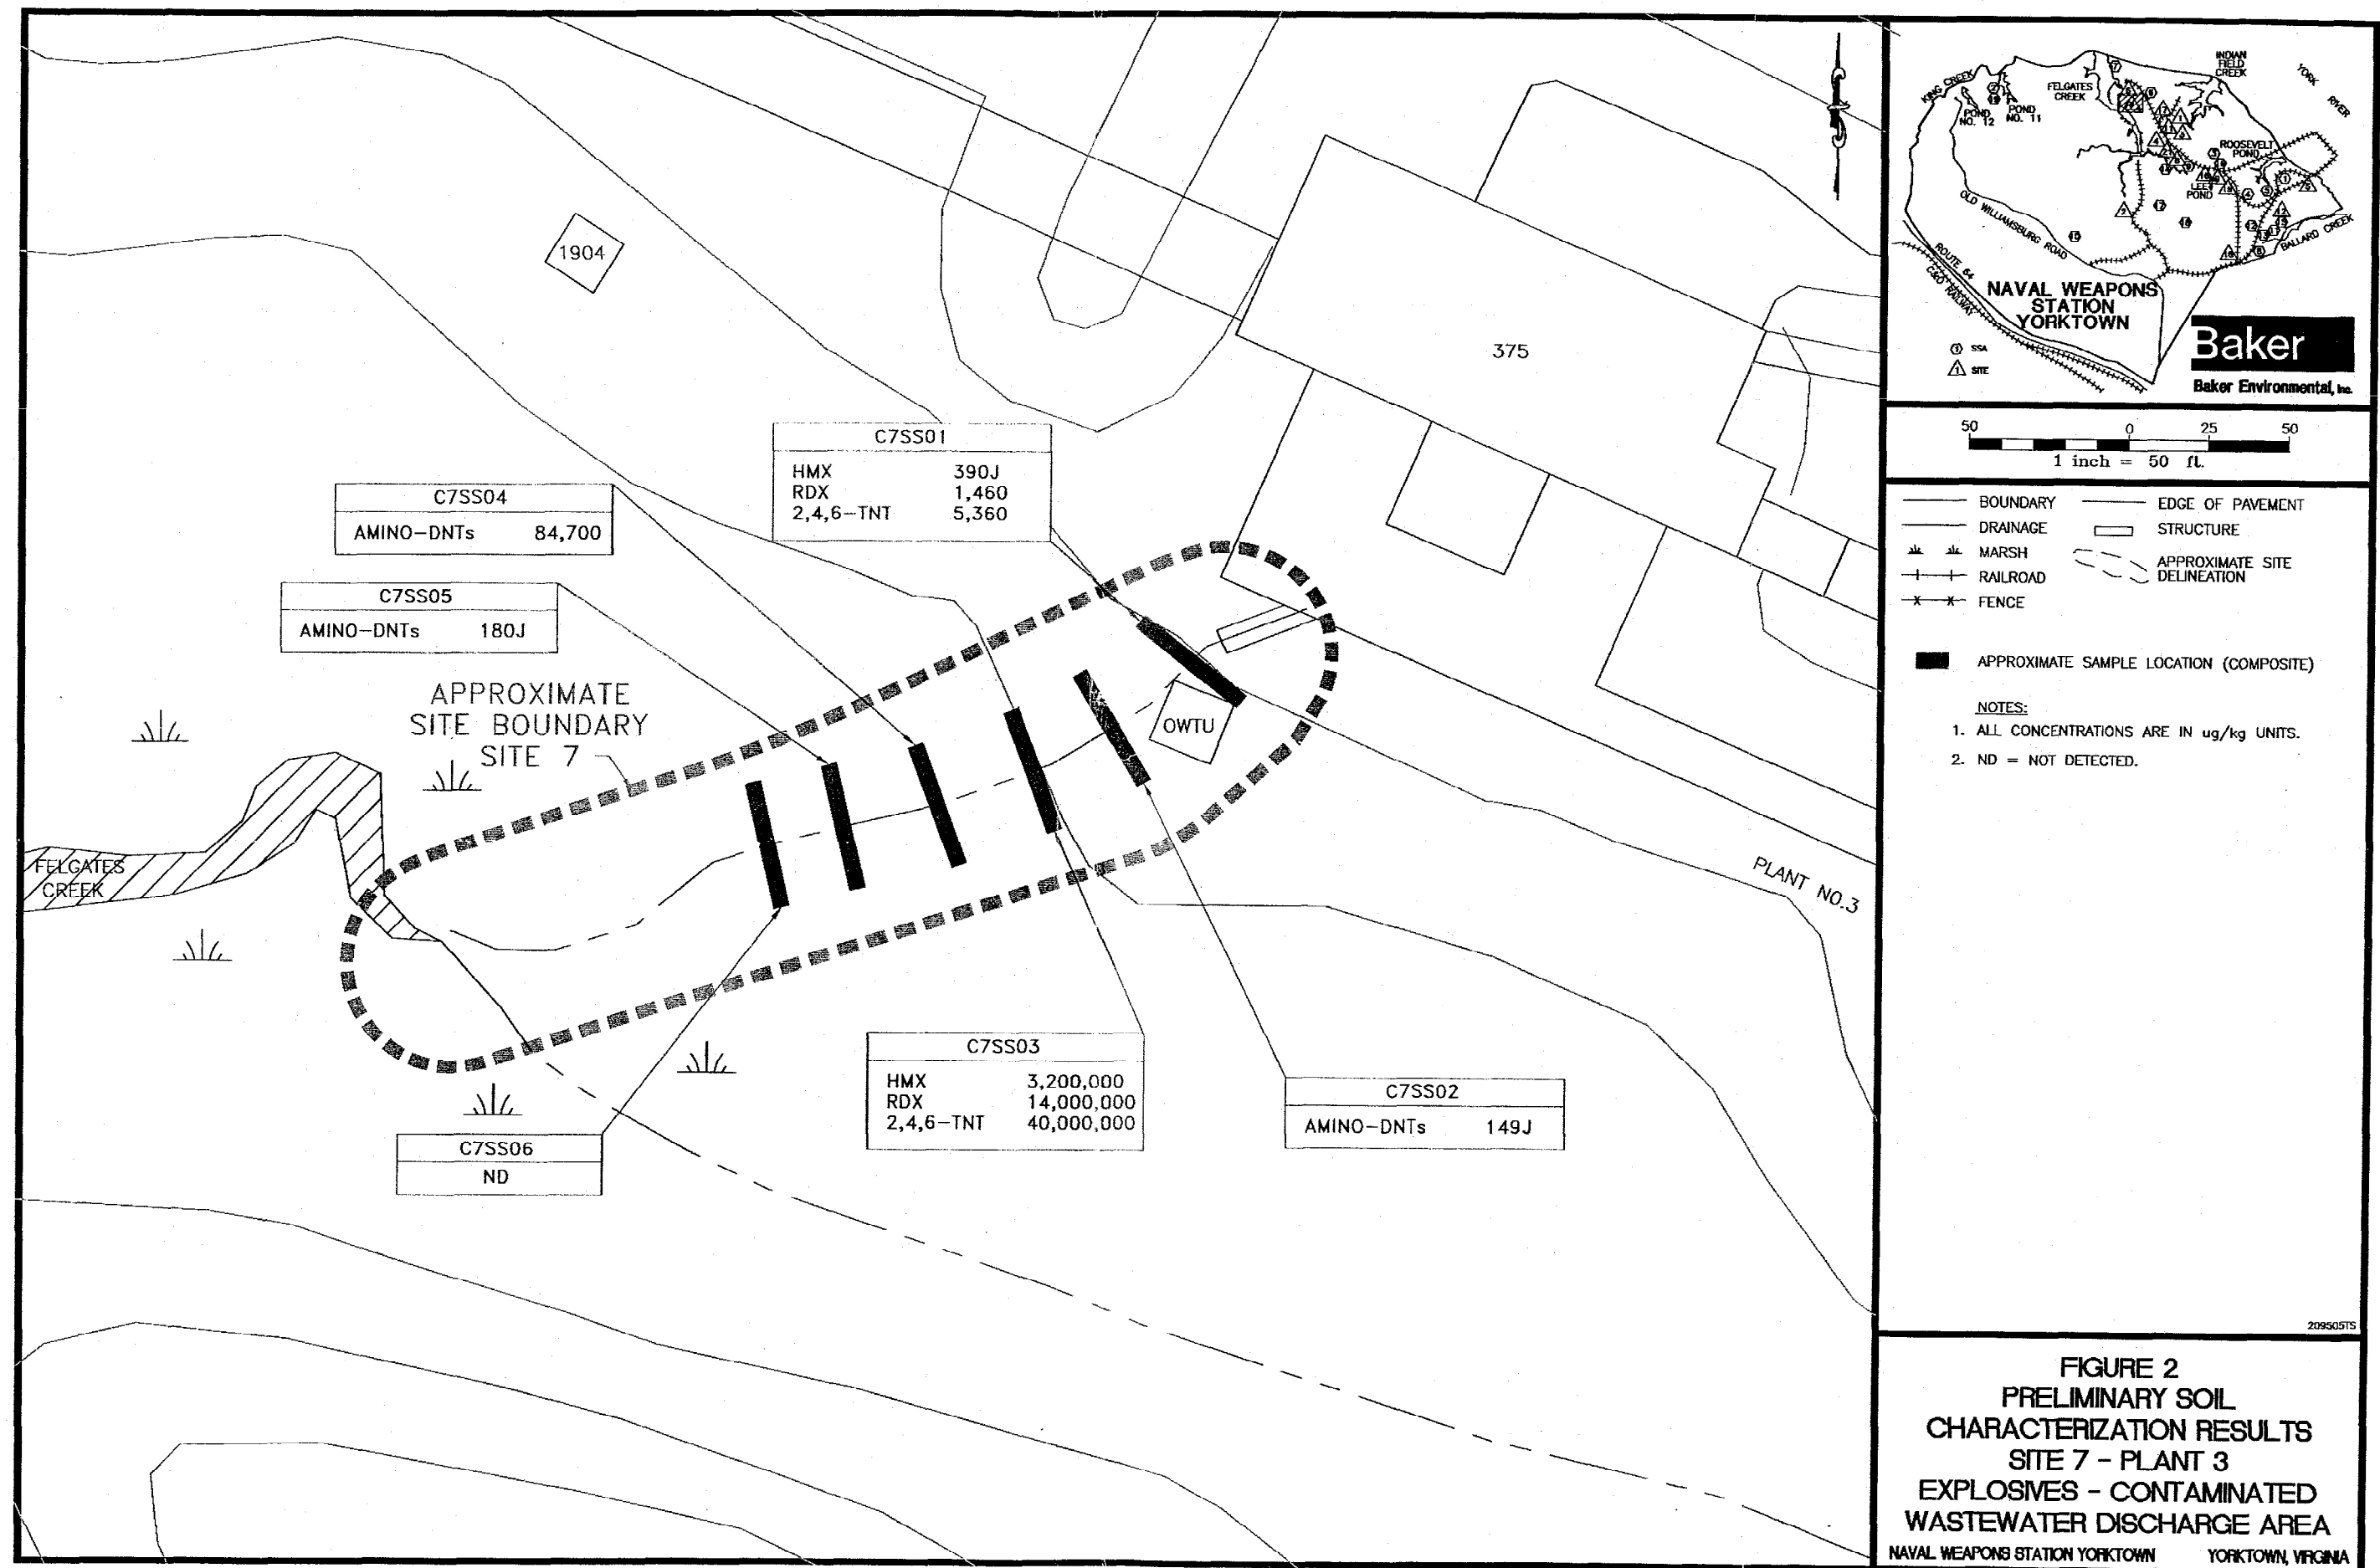 1904
375
C7SS01
HMX 390J
RDX 1,460
2,4,6-TNT 5,360
C7SS04
AMINO-DNTs 84,700
C7SS05
AMINO-DNTs 180J
APPROXIMATE
SITE BOUNDARY
SITE 7
OWTU
FELGATES
CREEK
PLANT NO.3
C7SS03
HMX 3,200,000
RDX 14,000,000
2,4,6-TNT 40,000,000
C7SS02
AMINO-DNTs 149J
C7SS06
ND
KING CREEK
POND
NO. 12
POND
NO. 11
FELGATES
CREEK
INDIAN
FIELD
CREEK
YORK
RIVER
ROOSEVELT
POND
LEE
POND
OLD WILLIAMSBURG ROAD
BALLARD CREEK
ROUTE 64
C&O RAILWAY
NAVAL WEAPONS
STATION
YORKTOWN
1 SSA
1 SITE
Baker
Baker Environmental, Inc.
50 0 25 50
1 inch = 50 ft.
BOUNDARY
DRAINAGE
MARSH
RAILROAD
FENCE
EDGE OF PAVEMENT
STRUCTURE
APPROXIMATE SITE
DELINEATION
APPROXIMATE SAMPLE LOCATION (COMPOSITE)
NOTES:
1. ALL CONCENTRATIONS ARE IN ug/kg UNITS.
2. ND = NOT DETECTED.
209505TS
FIGURE 2
PRELIMINARY SOIL
CHARACTERIZATION RESULTS
SITE 7 - PLANT 3
EXPLOSIVES - CONTAMINATED
WASTEWATER DISCHARGE AREA
NAVAL WEAPONS STATION YORKTOWN YORKTOWN, VIRGINIA